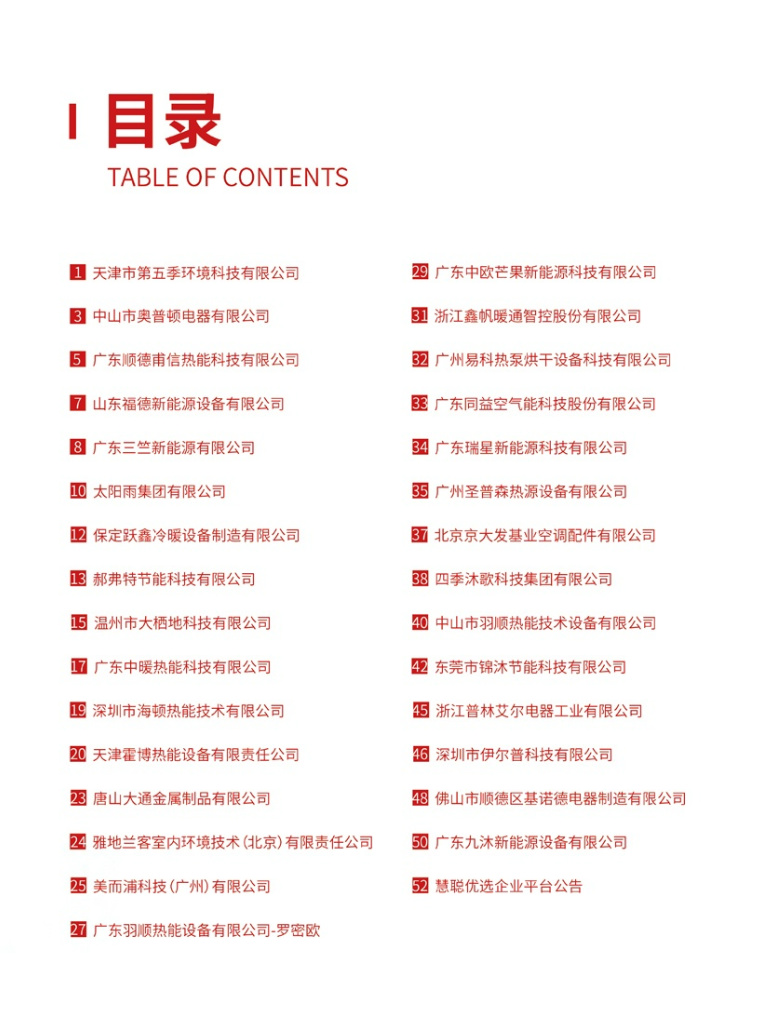 目录
TABLE OF CONTENTS
1 天津市第五季环境科技有限公司
3 中山市奥普顿电器有限公司
5 广东顺德甫信热能科技有限公司
7 山东福德新能源设备有限公司
8 广东三竺新能源有限公司
10 太阳雨集团有限公司
12 保定跃鑫冷暖设备制造有限公司
13 郝弗特节能科技有限公司
15 温州市大栖地科技有限公司
17 广东中暖热能科技有限公司
19 深圳市海顿热能技术有限公司
20 天津霍博热能设备有限责任公司
23 唐山大通金属制品有限公司
24 雅地兰客室内环境技术(北京)有限责任公司
25 美而浦科技(广州)有限公司
27 广东羽顺热能设备有限公司-罗密欧
29 广东中欧芒果新能源科技有限公司
31 浙江鑫帆暖通智控股份有限公司
32 广州易科热泵烘干设备科技有限公司
33 广东同益空气能科技股份有限公司
34 广东瑞星新能源科技有限公司
35 广州圣普森热源设备有限公司
37 北京京大发基业空调配件有限公司
38 四季沐歌科技集团有限公司
40 中山市羽顺热能技术设备有限公司
42 东莞市锦沐节能科技有限公司
45 浙江普林艾尔电器工业有限公司
46 深圳市伊尔普科技有限公司
48 佛山市顺德区基诺德电器制造有限公司
50 广东九沐新能源设备有限公司
52 慧聪优选企业平台公告